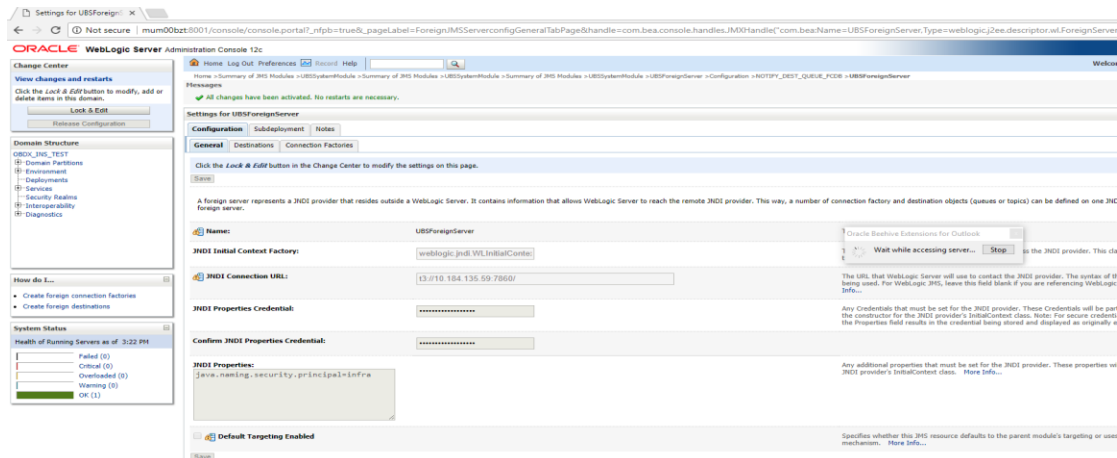 Settings for UBSForeignS
Not secure | mum00bzt:8001/console/console.portal?_nfpb=true&_pageLabel=ForeignJMSServerconfigGeneralTabPage&handle=com.bea.console.handles.JMXHandle("com.bea:Name=UBSForeignServer,Type=weblogic.j2ee.descriptor.wl.ForeignServer
ORACLE WebLogic Server Administration Console 12c
Change Center
View changes and restarts
Click the Lock & Edit button to modify, add or
delete items in this domain.
Lock & Edit
Release Configuration
Domain Structure
OBDX_INS_TEST
Domain Partitions
Environment
Deployments
Services
Security Realms
Interoperability
Diagnostics
How do I...
Create foreign connection factories
Create foreign destinations
System Status
Health of Running Servers as of 3:22 PM
Failed (0)
Critical (0)
Overloaded (0)
Warning (0)
OK (1)
Home Log Out Preferences Record Help
Welco
Home >Summary of JMS Modules >UBSSystemModule >Summary of JMS Modules >UBSSystemModule >Summary of JMS Modules >UBSSystemModule >UBSForeignServer >Configuration >NOTIFY_DEST_QUEUE_FCDB >UBSForeignServer
Messages
All changes have been activated. No restarts are necessary.
Settings for UBSForeignServer
Configuration Subdeployment Notes
General Destinations Connection Factories
Click the Lock & Edit button in the Change Center to modify the settings on this page.
Save
A foreign server represents a JNDI provider that resides outside a WebLogic Server. It contains information that allows WebLogic Server to reach the remote JNDI provider. This way, a number of connection factory and destination objects (queues or topics) can be defined on one JND
foreign server.
Name: UBSForeignServer
Oracle Beehive Extensions for Outlook
Wait while accessing server... Stop
JNDI Initial Context Factory: weblogic.jndi.WLInitialConte:
ss the JNDI provider. This cla
JNDI Connection URL: t3://10.184.135.59:7860/
The URL that WebLogic Server will use to contact the JNDI provider. The syntax of th
being used. For WebLogic JMS, leave this field blank if you are referencing WebLogic
Info...
JNDI Properties Credential: •••••••••••••••••
Any Credentials that must be set for the JNDI provider. These Credentials will be part
the constructor for the JNDI provider's InitialContext class. Note: For secure credenti
the Properties field results in the credential being stored and displayed as originally e
Confirm JNDI Properties Credential: •••••••••••••••••
JNDI Properties:
java.naming.security.principal=infra
Any additional properties that must be set for the JNDI provider. These properties wi
JNDI provider's InitialContext class. More Info...
Default Targeting Enabled
Specifies whether this JMS resource defaults to the parent module's targeting or uses
mechanism. More Info...
Save